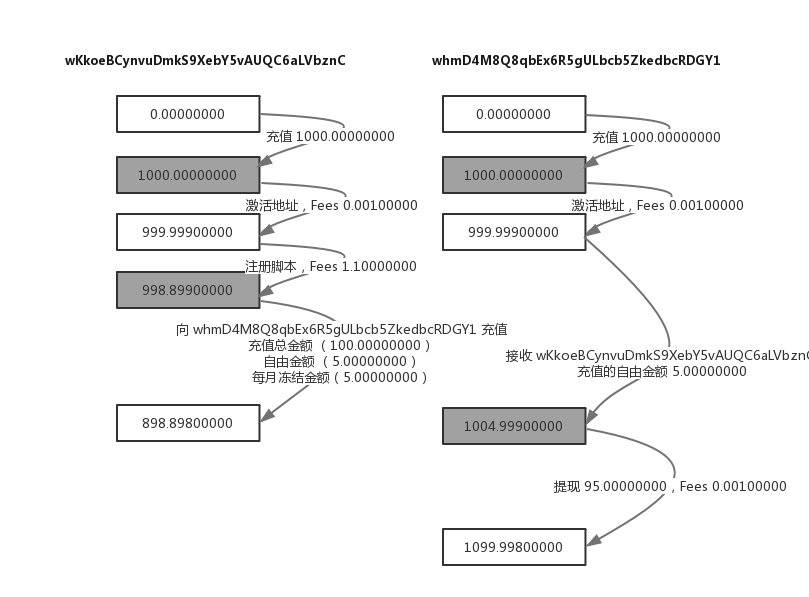 wKkoeBCynvuDmkS9XebY5vAUQC6aLVbznC
0.00000000
充值 1000.00000000
1000.00000000
激活地址，Fees 0.00100000
999.99900000
注册脚本，Fees 1.10000000
998.89900000
向 whmD4M8Q8qbEx6R5gULbcb5ZkedbcRDGY1 充值
充值总金额（ 100.00000000 ）
自由金额 （ 5.00000000 ）
每月冻结金额（ 5.00000000 ）
898.89800000
whmD4M8Q8qbEx6R5gULbcb5ZkedbcRDGY1
0.00000000
充值 1000.00000000
1000.00000000
激活地址，Fees 0.00100000
999.99900000
接收 wKkoeBCynvuDmkS9XebY5vAUQC6aLVbzn
充值的自由金额 5.00000000
1004.99900000
提现 95.00000000，Fees 0.00100000
1099.99800000